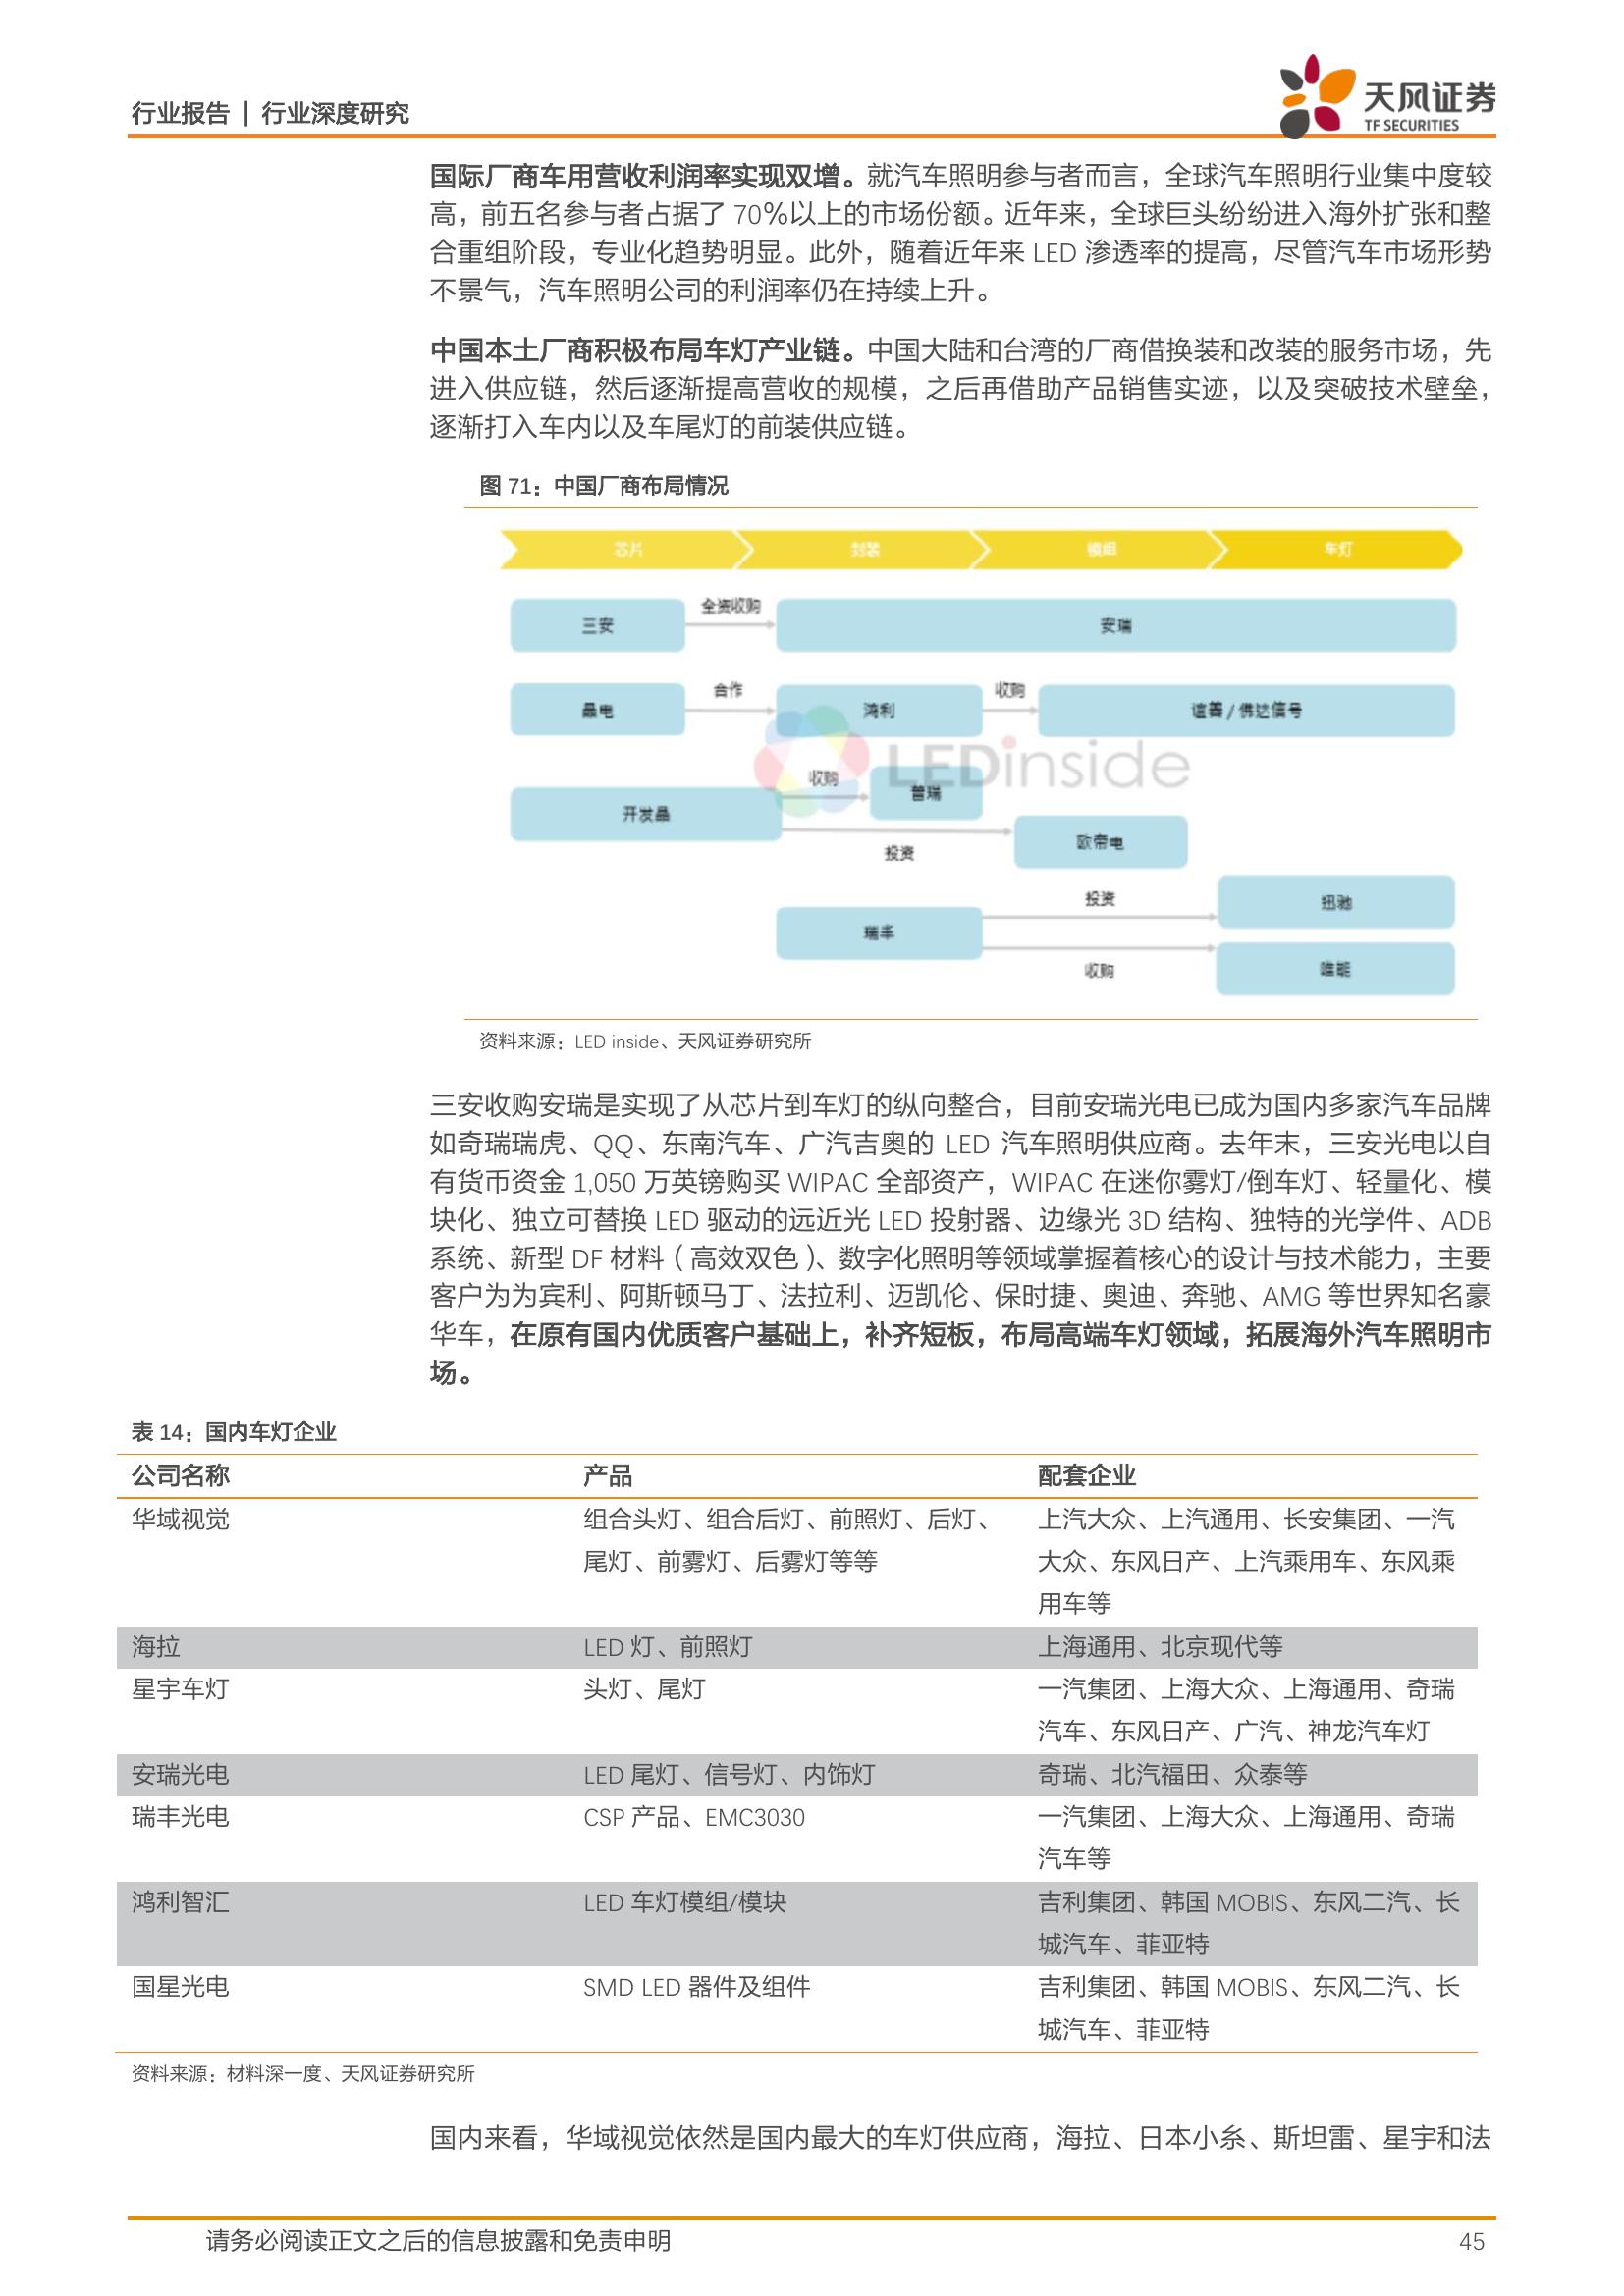 行业报告 | 行业深度研究
天风证券
TF SECURITIES
国际厂商车用营收利润率实现双增。就汽车照明参与者而言，全球汽车照明行业集中度较
高，前五名参与者占据了 70%以上的市场份额。近年来，全球巨头纷纷进入海外扩张和整
合重组阶段，专业化趋势明显。此外，随着近年来 LED 渗透率的提高，尽管汽车市场形势
不景气，汽车照明公司的利润率仍在持续上升。
中国本土厂商积极布局车灯产业链。中国大陆和台湾的厂商借换装和改装的服务市场，先
进入供应链，然后逐渐提高营收的规模，之后再借助产品销售实迹，以及突破技术壁垒，
逐渐打入车内以及车尾灯的前装供应链。
图 71：中国厂商布局情况
芯片 封装 模组 车灯
三安 全资收购 安瑞
晶电 合作 鸿利 收购 谊善 / 佛达信号
LEDinside
开发晶 收购 普瑞
投资 欧帝电
瑞丰 投资 迅驰
收购 唯能
资料来源：LED inside、天风证券研究所
三安收购安瑞是实现了从芯片到车灯的纵向整合，目前安瑞光电已成为国内多家汽车品牌
如奇瑞瑞虎、QQ、东南汽车、广汽吉奥的 LED 汽车照明供应商。去年末，三安光电以自
有货币资金 1,050 万英镑购买 WIPAC 全部资产，WIPAC 在迷你雾灯/倒车灯、轻量化、模
块化、独立可替换 LED 驱动的远近光 LED 投射器、边缘光 3D 结构、独特的光学件、ADB
系统、新型 DF 材料（高效双色）、数字化照明等领域掌握着核心的设计与技术能力，主要
客户为为宾利、阿斯顿马丁、法拉利、迈凯伦、保时捷、奥迪、奔驰、AMG 等世界知名豪
华车，在原有国内优质客户基础上，补齐短板，布局高端车灯领域，拓展海外汽车照明市
场。
表 14：国内车灯企业
公司名称 产品 配套企业
华域视觉 组合头灯、组合后灯、前照灯、后灯、 上汽大众、上汽通用、长安集团、一汽
尾灯、前雾灯、后雾灯等等 大众、东风日产、上汽乘用车、东风乘
用车等
海拉 LED 灯、前照灯 上海通用、北京现代等
星宇车灯 头灯、尾灯 一汽集团、上海大众、上海通用、奇瑞
汽车、东风日产、广汽、神龙汽车灯
安瑞光电 LED 尾灯、信号灯、内饰灯 奇瑞、北汽福田、众泰等
瑞丰光电 CSP 产品、EMC3030 一汽集团、上海大众、上海通用、奇瑞
汽车等
鸿利智汇 LED 车灯模组/模块 吉利集团、韩国 MOBIS、东风二汽、长
城汽车、菲亚特
国星光电 SMD LED 器件及组件 吉利集团、韩国 MOBIS、东风二汽、长
城汽车、菲亚特
资料来源：材料深一度、天风证券研究所
国内来看，华域视觉依然是国内最大的车灯供应商，海拉、日本小糸、斯坦雷、星宇和法
请务必阅读正文之后的信息披露和免责申明 45